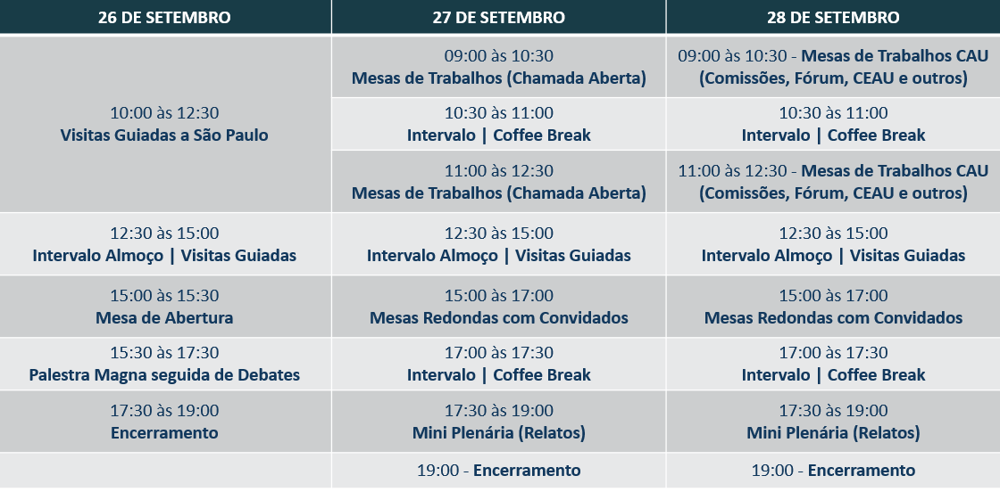 26 DE SETEMBRO
27 DE SETEMBRO
28 DE SETEMBRO
10:00 às 12:30
Visitas Guiadas a São Paulo
09:00 às 10:30
Mesas de Trabalhos (Chamada Aberta)
09:00 às 10:30 - Mesas de Trabalhos CAU
(Comissões, Fórum, CEAU e outros)
10:30 às 11:00
Intervalo | Coffee Break
10:30 às 11:00
Intervalo | Coffee Break
11:00 às 12:30
Mesas de Trabalhos (Chamada Aberta)
11:00 às 12:30 - Mesas de Trabalhos CAU
(Comissões, Fórum, CEAU e outros)
12:30 às 15:00
Intervalo Almoço | Visitas Guiadas
12:30 às 15:00
Intervalo Almoço | Visitas Guiadas
12:30 às 15:00
Intervalo Almoço | Visitas Guiadas
15:00 às 15:30
Mesa de Abertura
15:00 às 17:00
Mesas Redondas com Convidados
15:00 às 17:00
Mesas Redondas com Convidados
15:30 às 17:30
Palestra Magna seguida de Debates
17:00 às 17:30
Intervalo | Coffee Break
17:00 às 17:30
Intervalo | Coffee Break
17:30 às 19:00
Encerramento
17:30 às 19:00
Mini Plenária (Relatos)
17:30 às 19:00
Mini Plenária (Relatos)
19:00 - Encerramento
19:00 - Encerramento